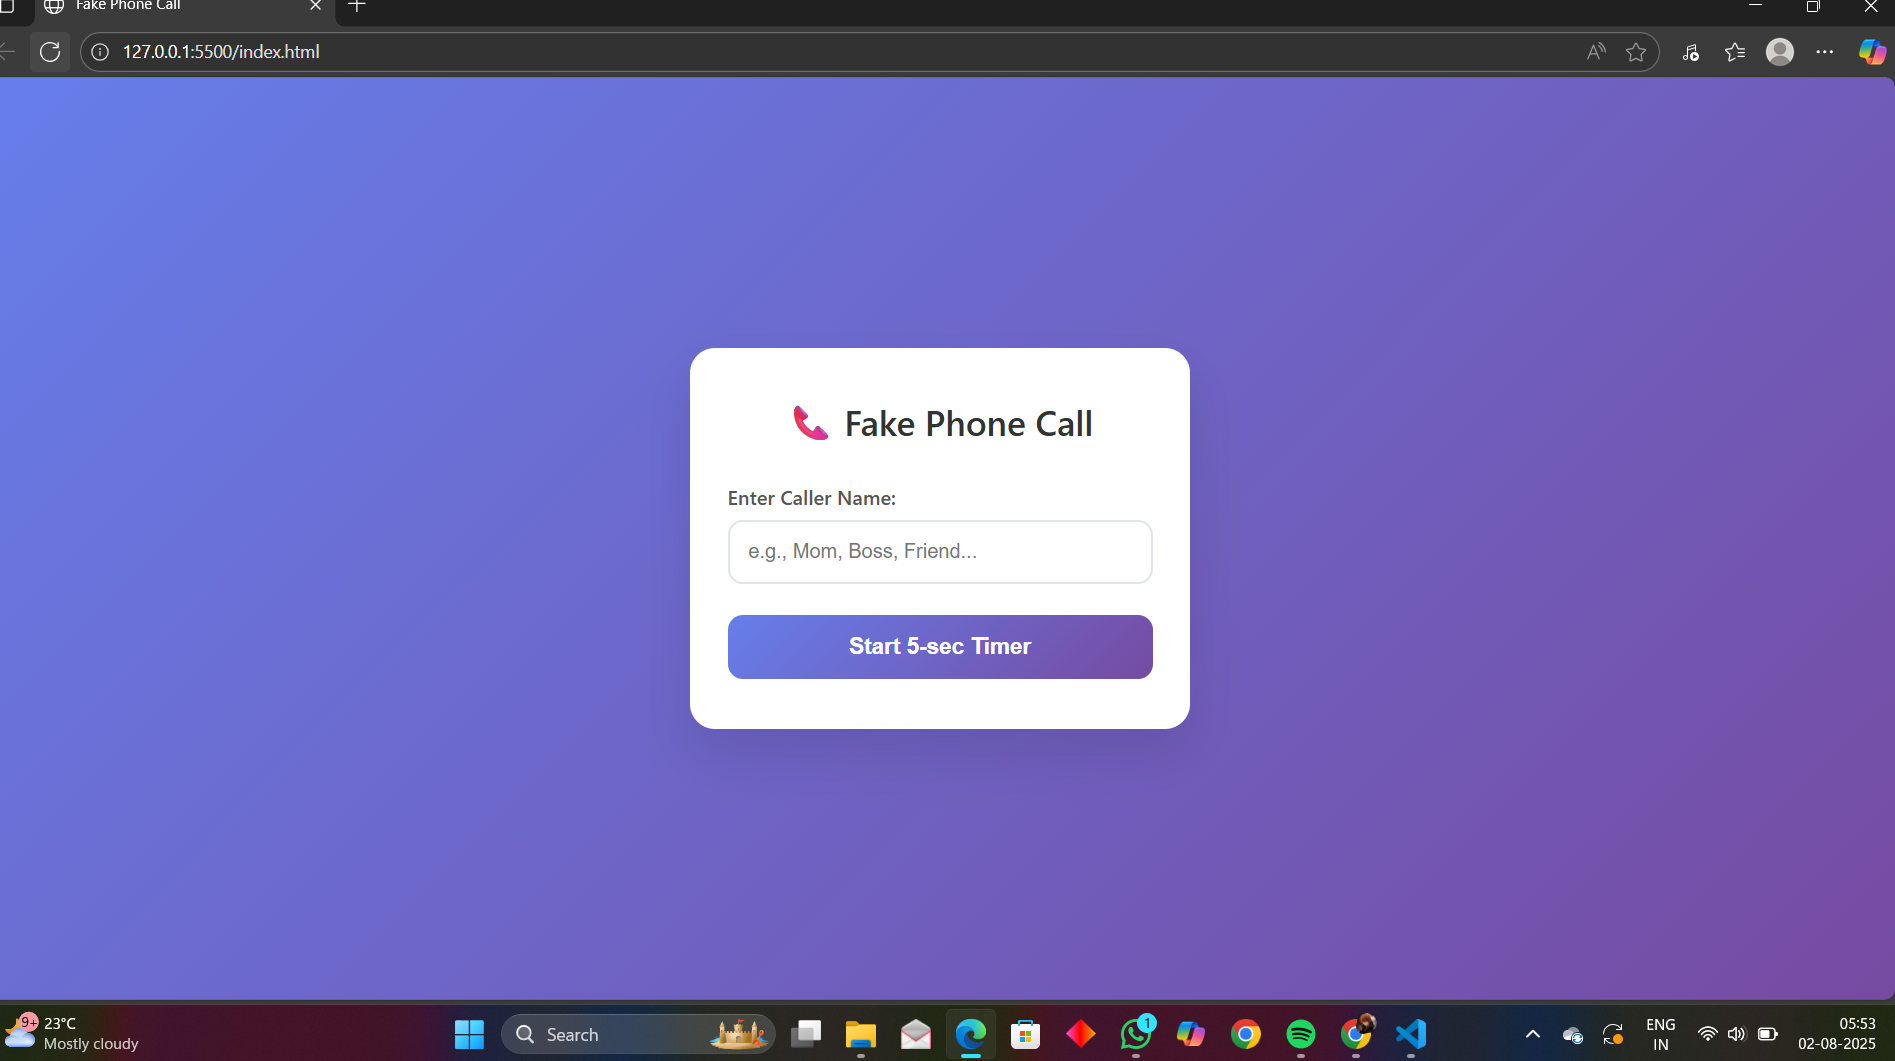 Fake Phone Call
127.0.0.1:5500/index.html
Fake Phone Call
Enter Caller Name:
e.g., Mom, Boss, Friend...
Start 5-sec Timer
9+
23°C
Mostly cloudy
Search
1
ENG
IN
05:53
02-08-2025